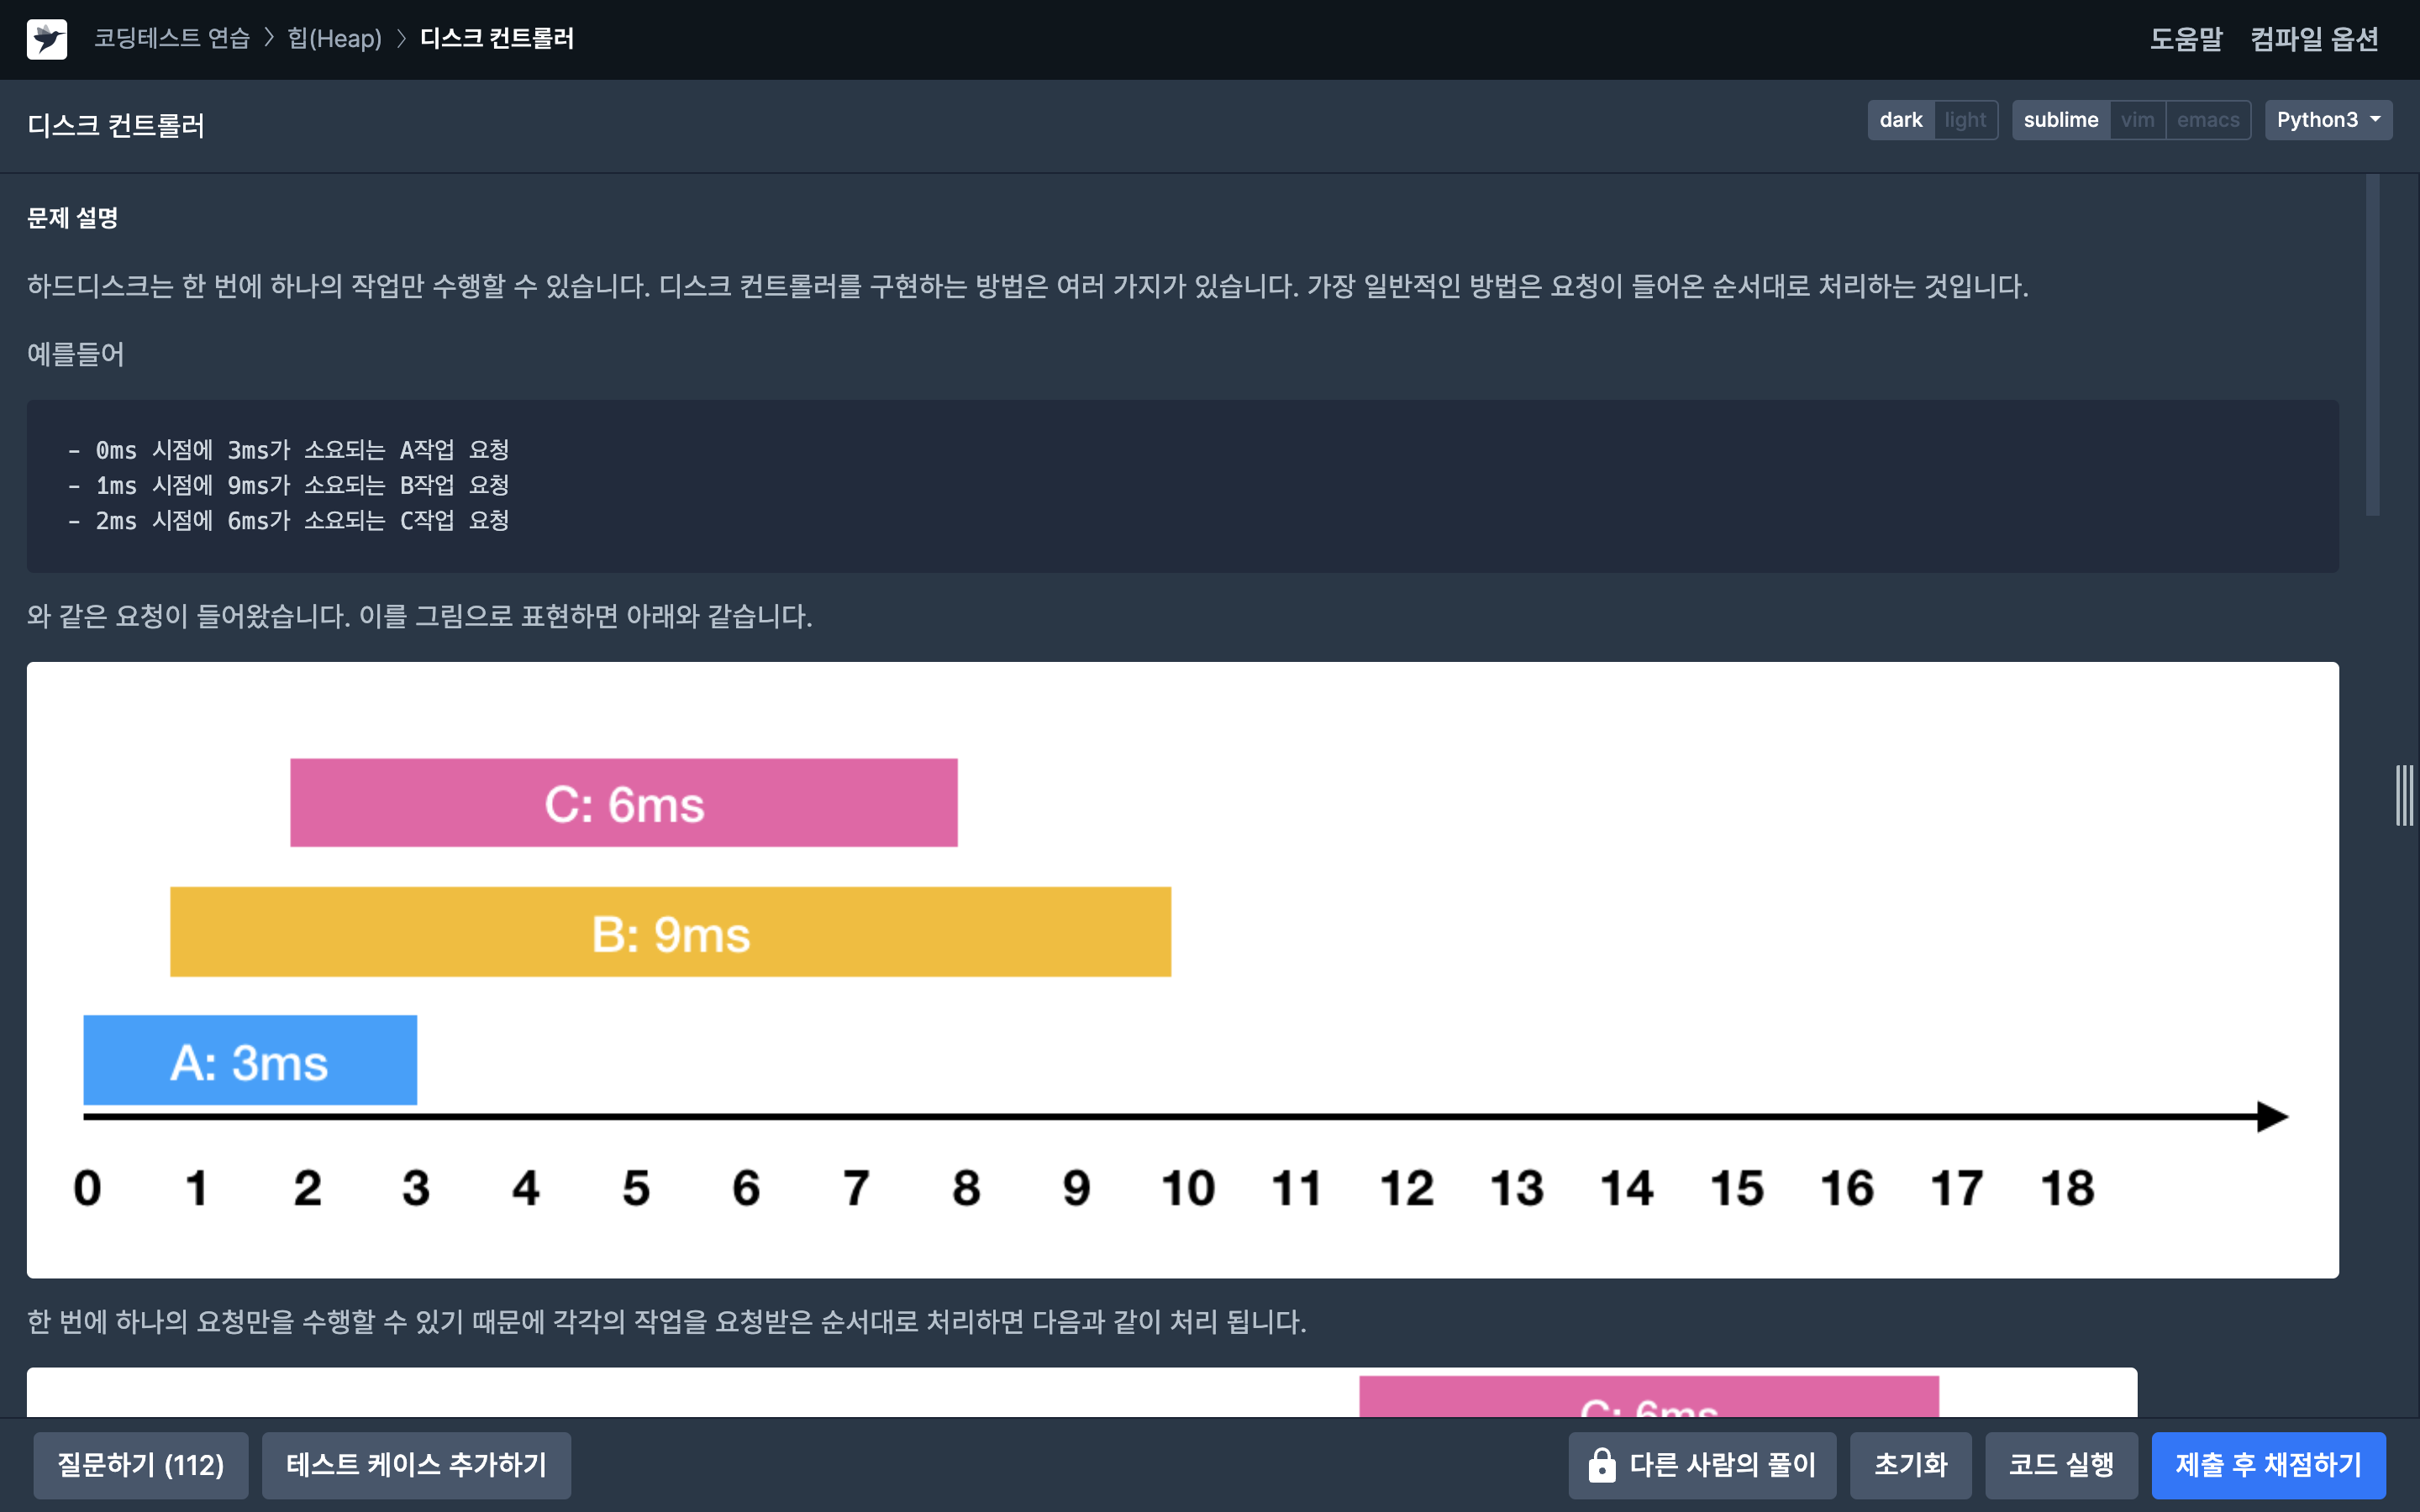 코딩테스트 연습 > 힙(Heap) > 디스크 컨트롤러
도움말 컴파일 옵션
디스크 컨트롤러
dark light sublime vim emacs Python3
문제 설명
하드디스크는 한 번에 하나의 작업만 수행할 수 있습니다. 디스크 컨트롤러를 구현하는 방법은 여러 가지가 있습니다. 가장 일반적인 방법은 요청이 들어온 순서대로 처리하는 것입니다.
예를들어
- 0ms 시점에 3ms가 소요되는 A작업 요청
- 1ms 시점에 9ms가 소요되는 B작업 요청
- 2ms 시점에 6ms가 소요되는 C작업 요청
와 같은 요청이 들어왔습니다. 이를 그림으로 표현하면 아래와 같습니다.
C: 6ms
B: 9ms
A: 3ms
0 1 2 3 4 5 6 7 8 9 10 11 12 13 14 15 16 17 18
한 번에 하나의 요청만을 수행할 수 있기 때문에 각각의 작업을 요청받은 순서대로 처리하면 다음과 같이 처리 됩니다.
C: 6ms
질문하기 (112) 테스트 케이스 추가하기 다른 사람의 풀이 초기화 코드 실행 제출 후 채점하기